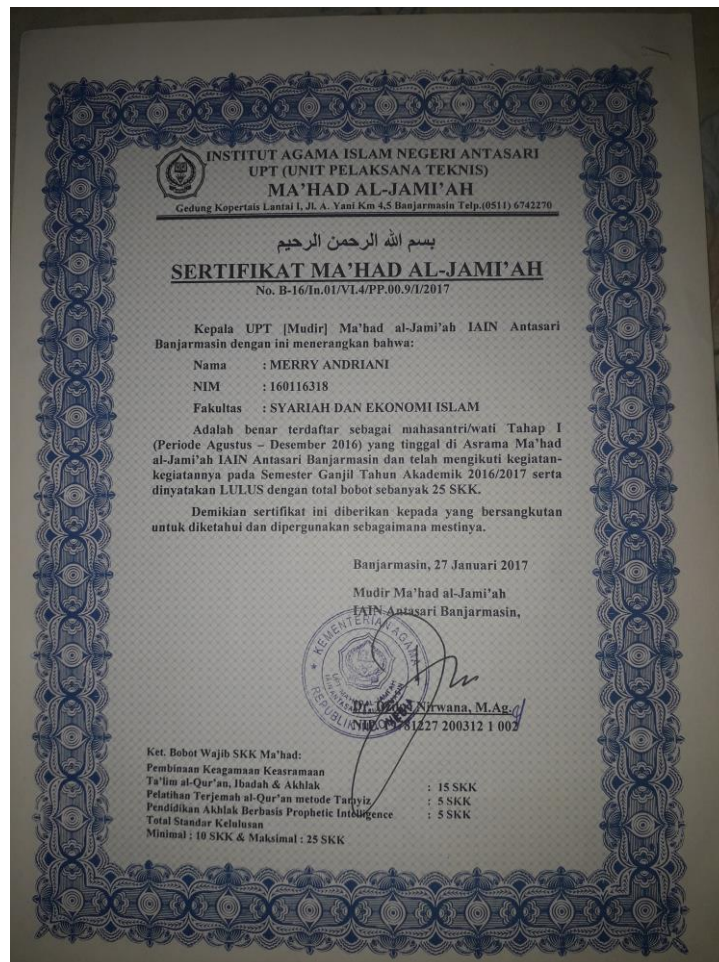 INSTITUT AGAMA ISLAM NEGERI ANTASARI
UPT (UNIT PELAKSANA TEKNIS)
MA'HAD AL-JAMI'AH
Gedung Kopertais Lantai I, Jl. A. Yani Km 4,5 Banjarmasin Telp.(0511) 6742270
بسم الله الرحمن الرحيم
SERTIFIKAT MA'HAD AL-JAMI'AH
No. B-16/In.01/VI.4/PP.00.9/I/2017
Kepala UPT [Mudir] Ma'had al-Jami'ah IAIN Antasari
Banjarmasin dengan ini menerangkan bahwa:
Nama : MERRY ANDRIANI
NIM : 160116318
Fakultas : SYARIAH DAN EKONOMI ISLAM
Adalah benar terdaftar sebagai mahasantri/wati Tahap I
(Periode Agustus – Desember 2016) yang tinggal di Asrama Ma'had
al-Jami'ah IAIN Antasari Banjarmasin dan telah mengikuti kegiatan-
kegiatannya pada Semester Ganjil Tahun Akademik 2016/2017 serta
dinyatakan LULUS dengan total bobot sebanyak 25 SKK.
Demikian sertifikat ini diberikan kepada yang bersangkutan
untuk diketahui dan dipergunakan sebagaimana mestinya.
Banjarmasin, 27 Januari 2017
Mudir Ma'had al-Jami'ah
IAIN Antasari Banjarmasin,
KEMENTERIAN AGAMA
REPUBLIK INDONESIA
Dr. Nirwana, M.Ag.
NIP. 200312 1 002
Ket. Bobot Wajib SKK Ma'had:
Pembinaan Keagamaan Keasramaan
Ta'lim al-Qur'an, Ibadah & Akhlak : 15 SKK
Pelatihan Terjemah al-Qur'an metode Tamyiz : 5 SKK
Pendidikan Akhlak Berbasis Prophetic Intelligence : 5 SKK
Total Standar Kelulusan
Minimal : 10 SKK & Maksimal : 25 SKK